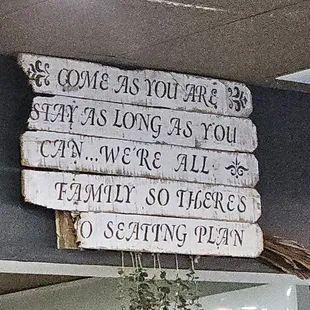 COME AS YOU ARE
STAY AS LONG AS YOU
CAN...WE'RE ALL
FAMILY SO THERES
O SEATING PLAN